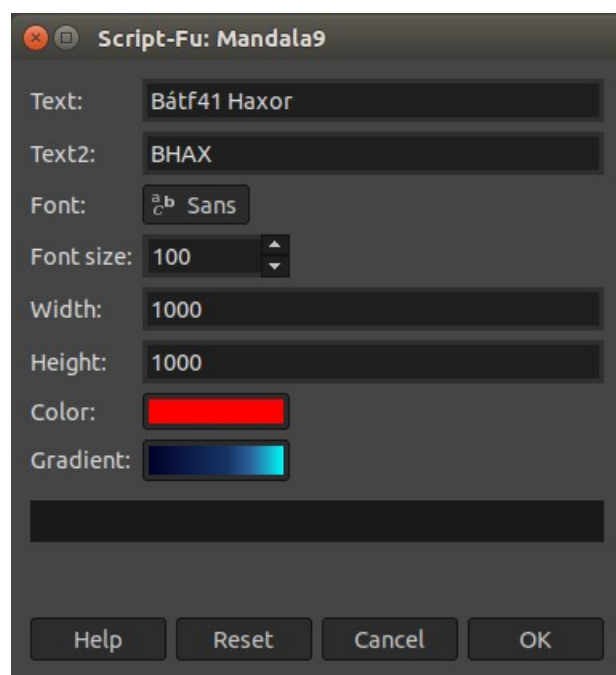 Script-Fu: Mandala9
Text: Bátf41 Haxor
Text2: BHAX
Font: acb Sans
Font size: 100
Width: 1000
Height: 1000
Color:
Gradient:
Help Reset Cancel OK